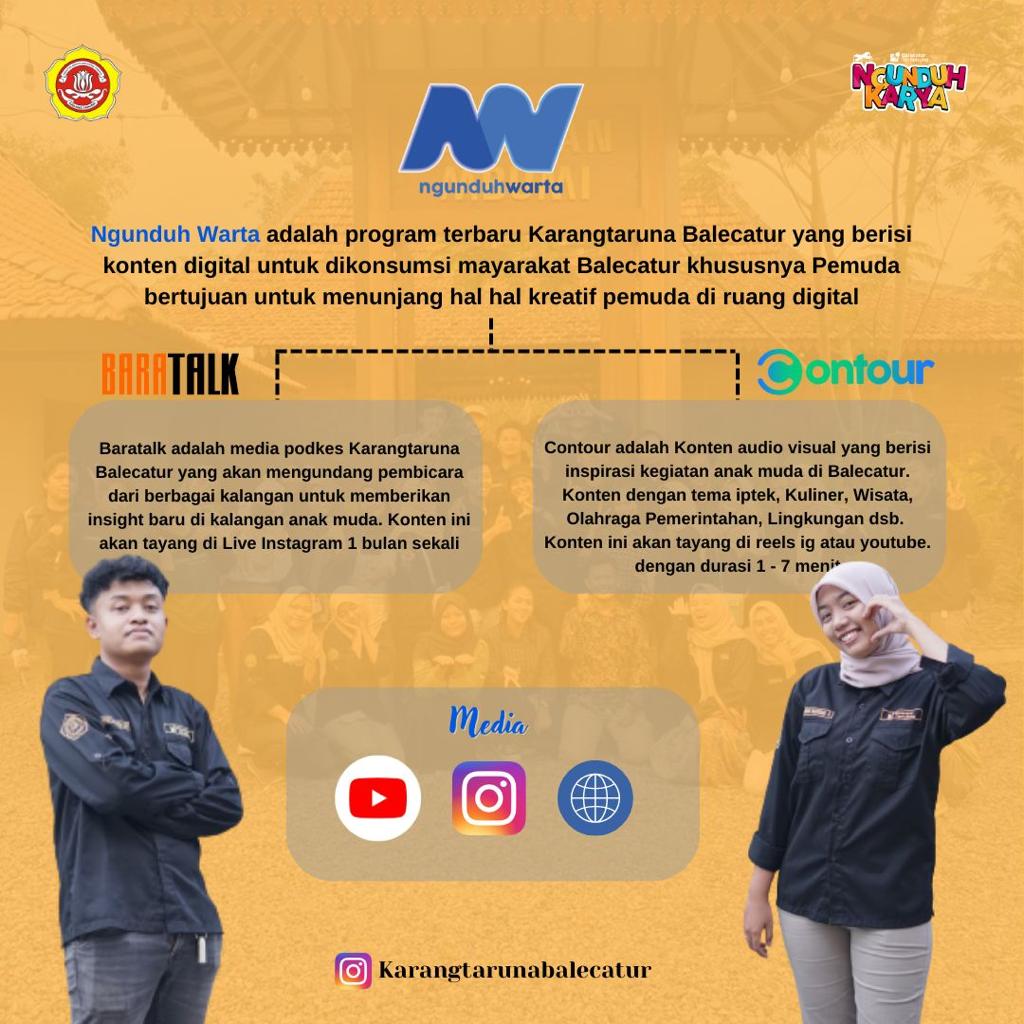 NGUNDUH
KARYA
ngunduhwarta
Ngunduh Warta adalah program terbaru Karangtaruna Balecatur yang berisi
konten digital untuk dikonsumsi mayarakat Balecatur khususnya Pemuda
bertujuan untuk menunjang hal hal kreatif pemuda di ruang digital
BARATALK
Contour
Baratalk adalah media podkes Karangtaruna
Balecatur yang akan mengundang pembicara
dari berbagai kalangan untuk memberikan
insight baru di kalangan anak muda. Konten ini
akan tayang di Live Instagram 1 bulan sekali
Contour adalah Konten audio visual yang berisi
inspirasi kegiatan anak muda di Balecatur.
Konten dengan tema iptek, Kuliner, Wisata,
Olahraga Pemerintahan, Lingkungan dsb.
Konten ini akan tayang di reels ig atau youtube.
dengan durasi 1 - 7 menit
Media
Karangtarunabalecatur